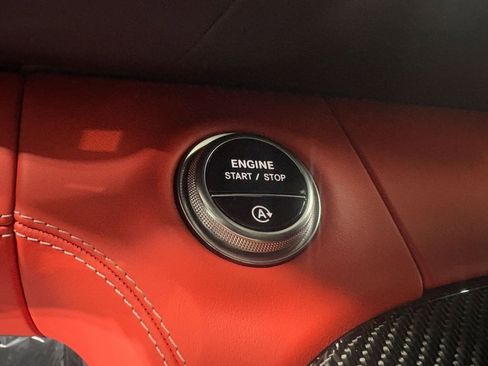 ENGINE
START / STOP
A